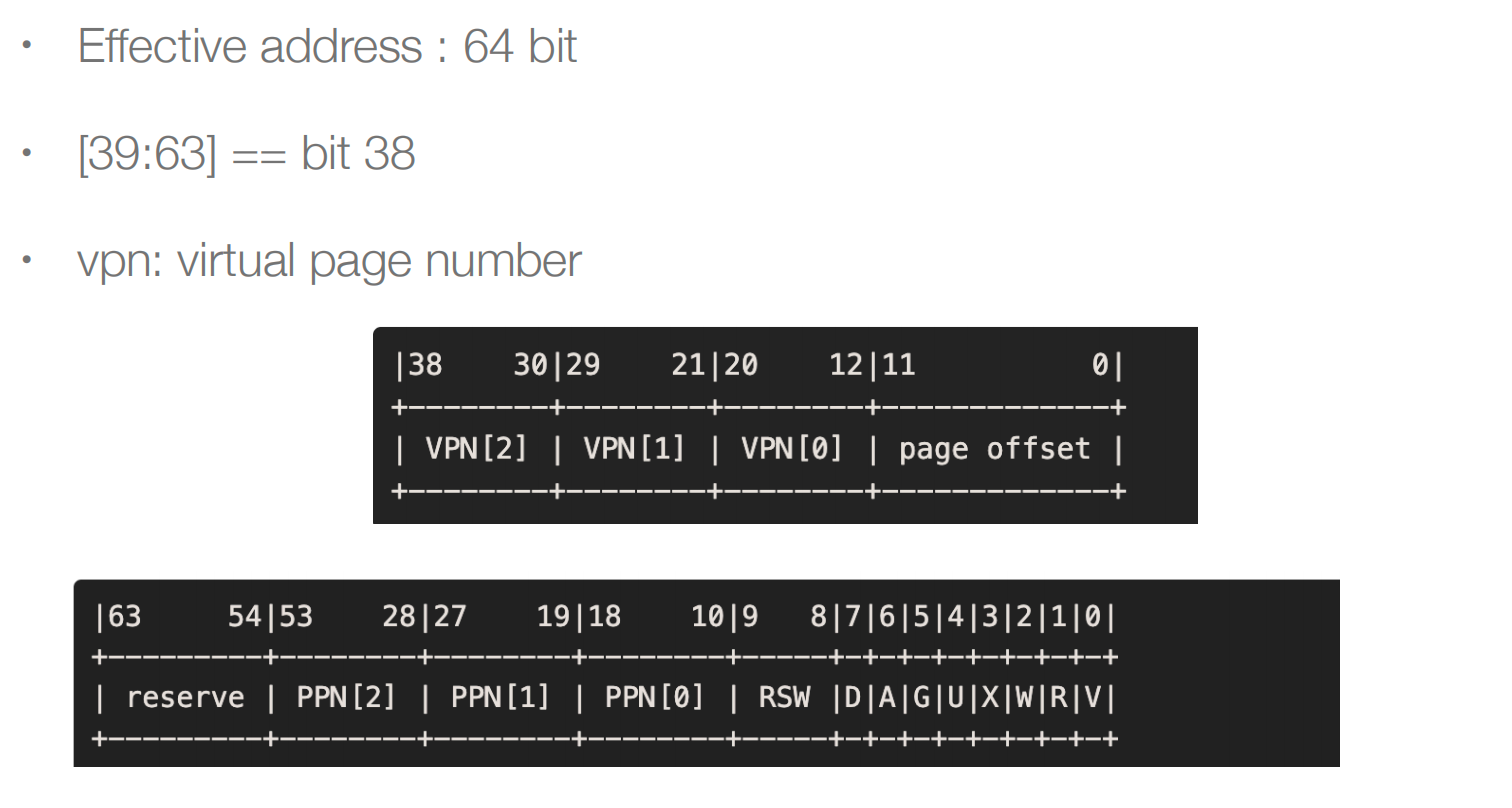 • Effective address : 64 bit
• [39:63] == bit 38
• vpn: virtual page number
|38    30|29    21|20    12|11          0|
+--------+--------+--------+-------------+
| VPN[2] | VPN[1] | VPN[0] | page offset |
+--------+--------+--------+-------------+
|63     54|53    28|27    19|18    10|9   8|7|6|5|4|3|2|1|0|
+---------+--------+--------+--------+-----+-+-+-+-+-+-+-+-+
| reserve | PPN[2] | PPN[1] | PPN[0] | RSW |D|A|G|U|X|W|R|V|
+---------+--------+--------+--------+-----+-+-+-+-+-+-+-+-+